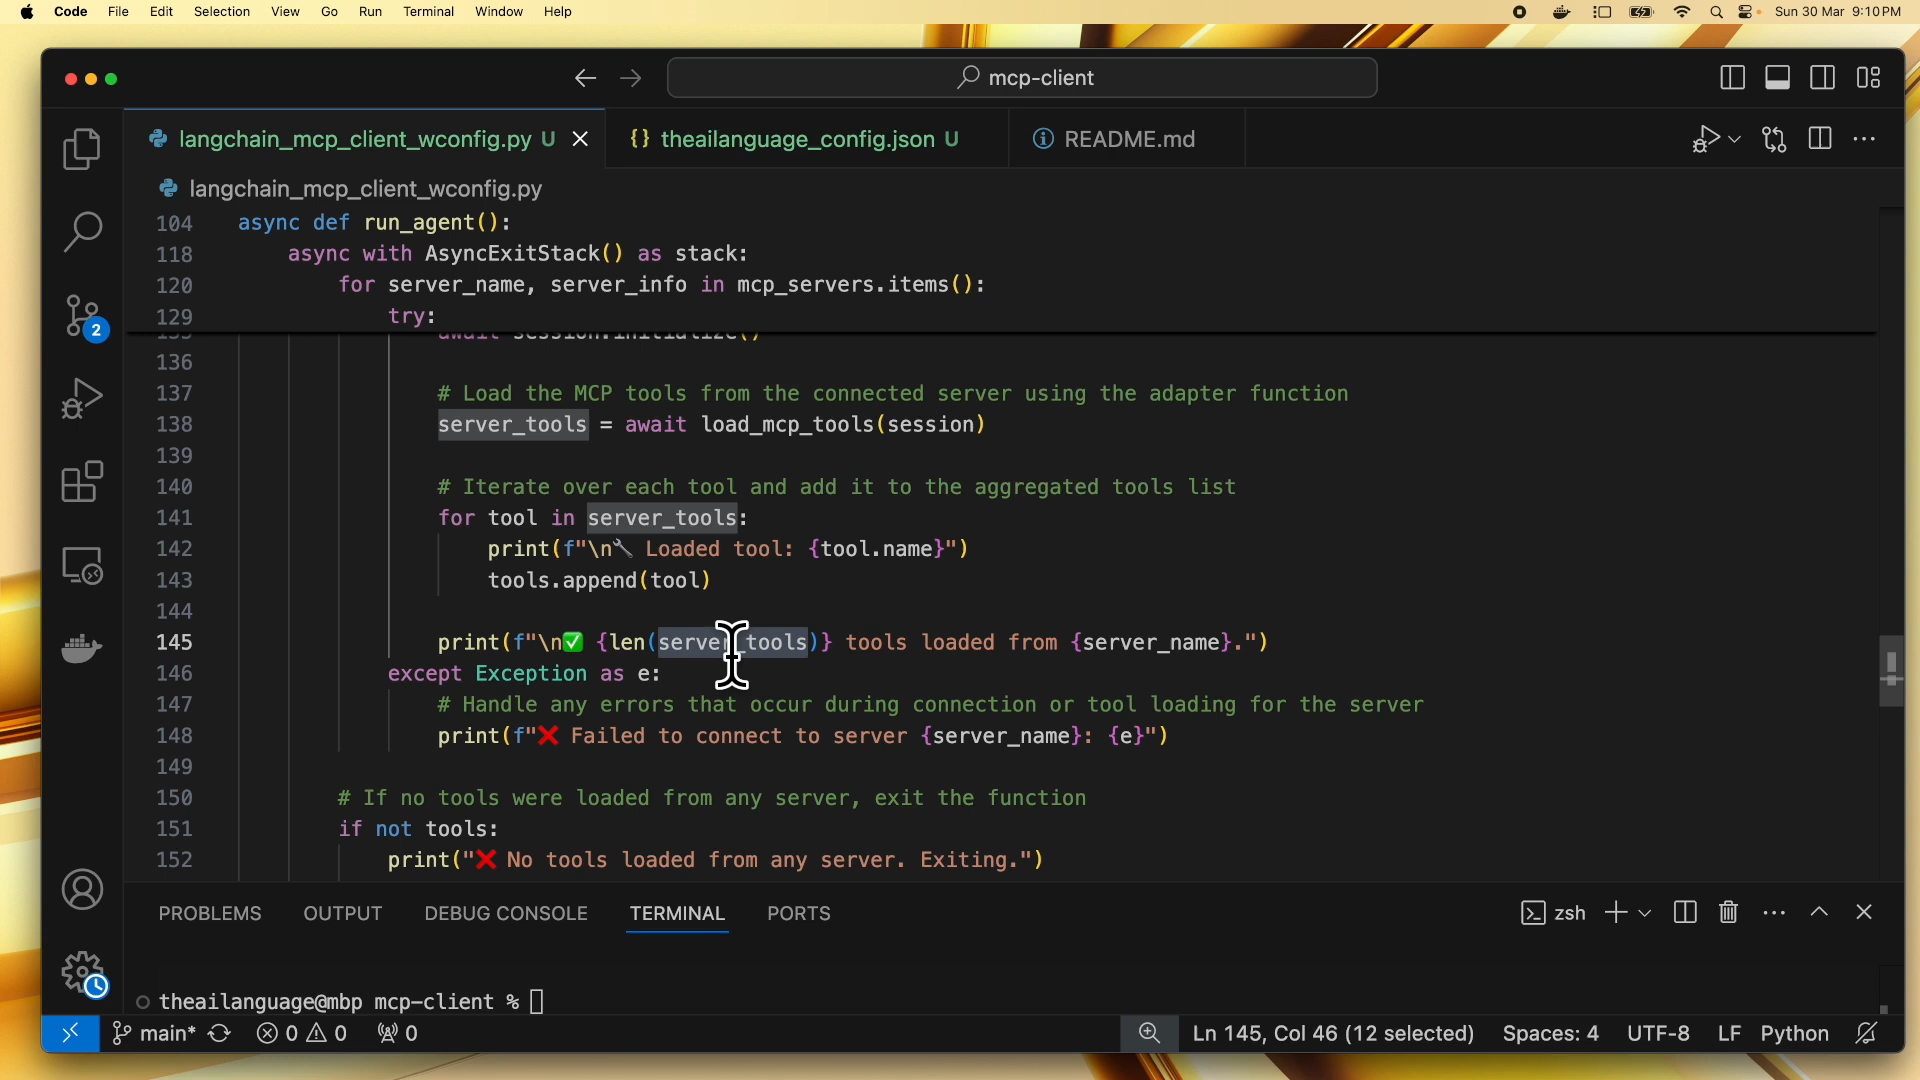 Code File Edit Selection View Go Run Terminal Window Help Sun 30 Mar 9:10 PM
mcp-client
langchain_mcp_client_wconfig.py U {} theailanguage_config.json U README.md
langchain_mcp_client_wconfig.py
104 async def run_agent():
118 async with AsyncExitStack() as stack:
120 for server_name, server_info in mcp_servers.items():
129 try:
135 await session.initialize()
136
137 # Load the MCP tools from the connected server using the adapter function
138 server_tools = await load_mcp_tools(session)
139
140 # Iterate over each tool and add it to the aggregated tools list
141 for tool in server_tools:
142 print(f"\n🔧 Loaded tool: {tool.name}")
143 tools.append(tool)
144
145 print(f"\n✅ {len(server_tools)} tools loaded from {server_name}.")
146 except Exception as e:
147 # Handle any errors that occur during connection or tool loading for the server
148 print(f"❌ Failed to connect to server {server_name}: {e}")
149
150 # If no tools were loaded from any server, exit the function
151 if not tools:
152 print("❌ No tools loaded from any server. Exiting.")
2
PROBLEMS OUTPUT DEBUG CONSOLE TERMINAL PORTS zsh
theailanguage@mbp mcp-client %
main* 0 0 0 Ln 145, Col 46 (12 selected) Spaces: 4 UTF-8 LF Python